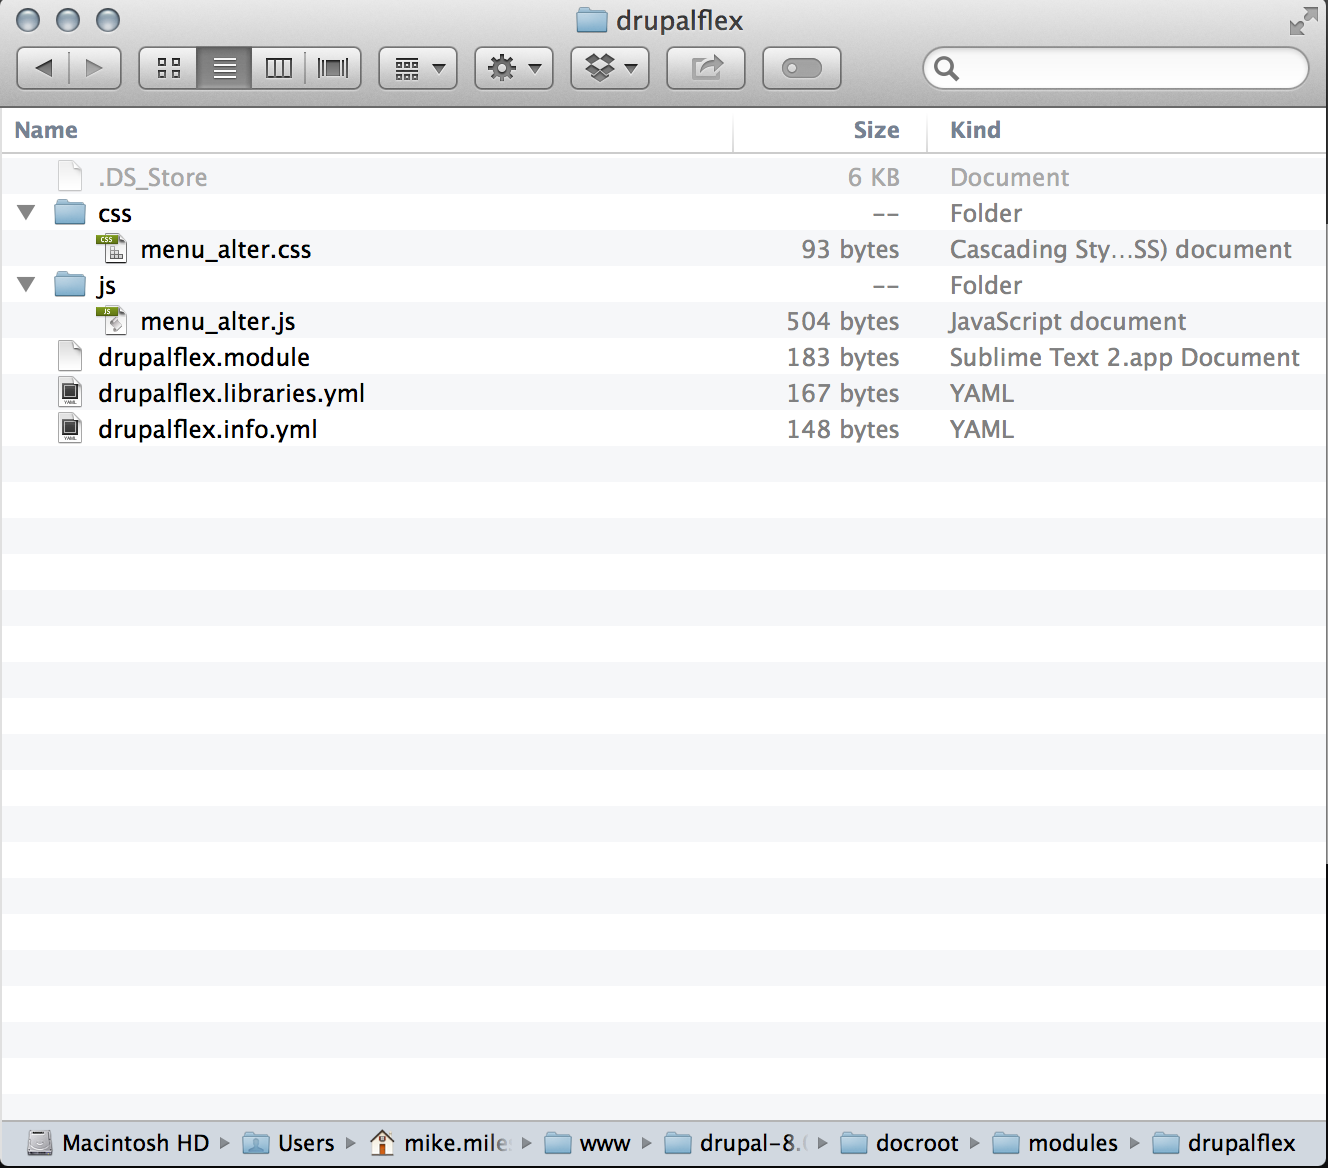 drupalflex
Name Size Kind
.DS_Store 6 KB Document
css -- Folder
menu_alter.css 93 bytes Cascading Sty...SS) document
js -- Folder
menu_alter.js 504 bytes JavaScript document
drupalflex.module 183 bytes Sublime Text 2.app Document
drupalflex.libraries.yml 167 bytes YAML
drupalflex.info.yml 148 bytes YAML
Macintosh HD Users mike.mile www drupal-8. docroot modules drupalflex